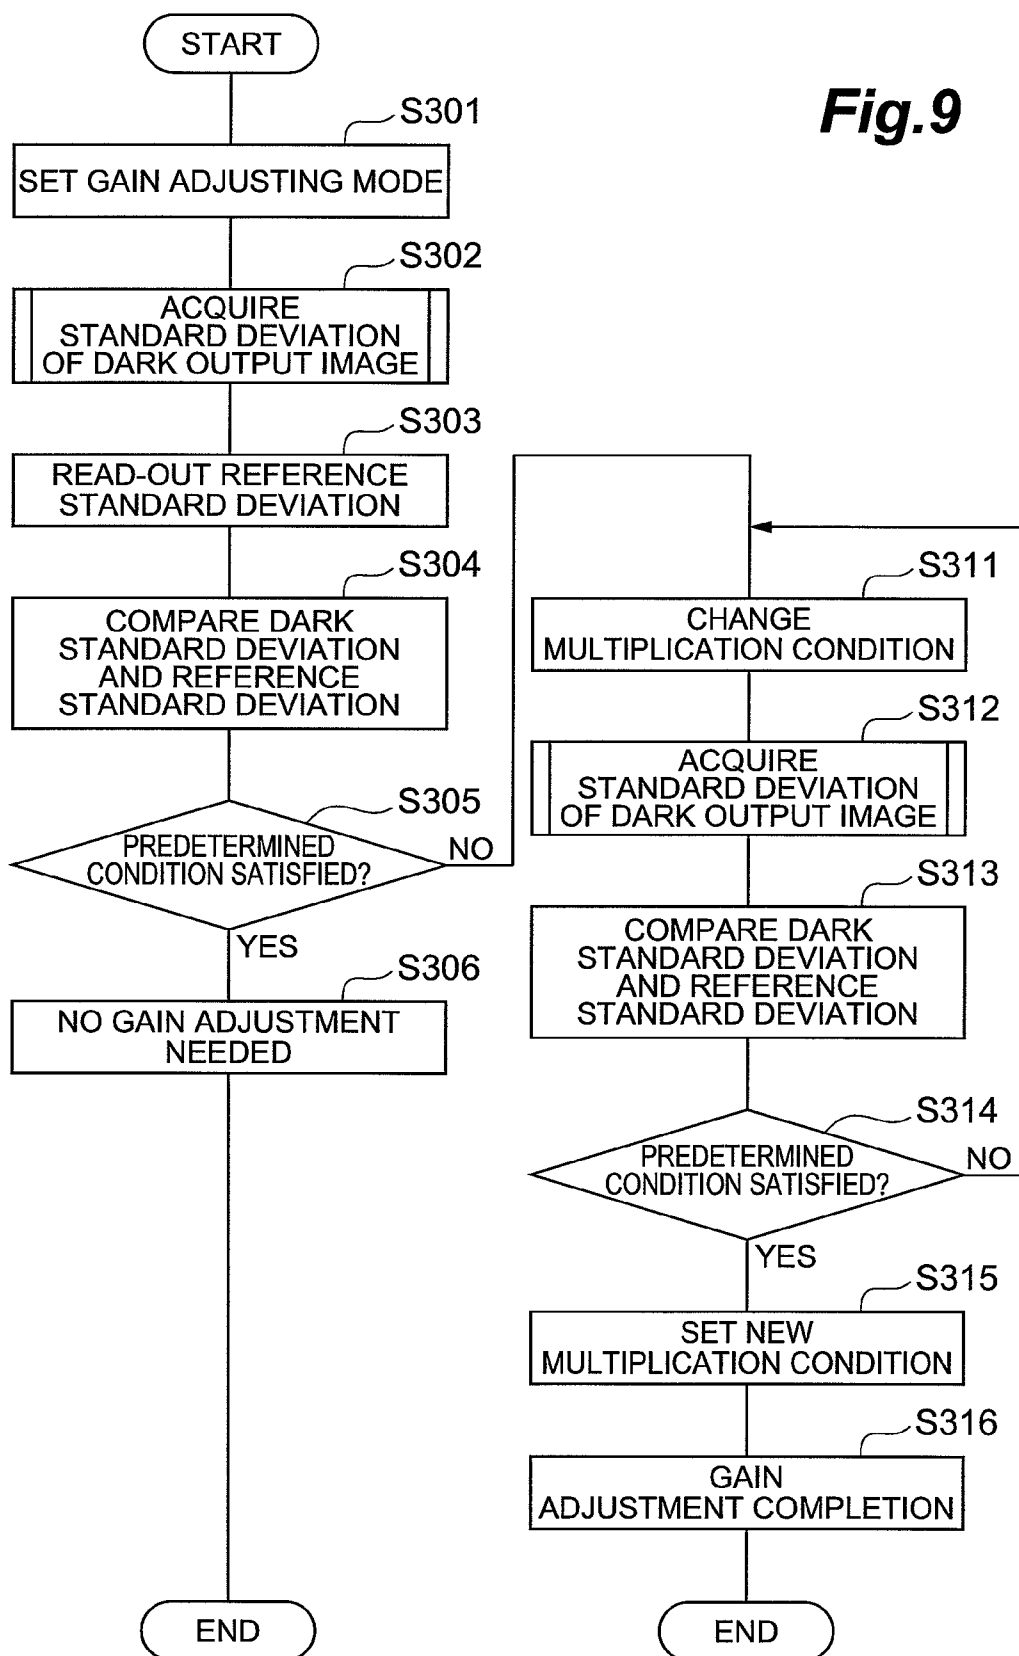 START
Fig.9
S301
SET GAIN ADJUSTING MODE
S302
ACQUIRE
STANDARD DEVIATION
OF DARK OUTPUT IMAGE
S303
READ-OUT REFERENCE
STANDARD DEVIATION
S304
COMPARE DARK
STANDARD DEVIATION
AND REFERENCE
STANDARD DEVIATION
S305
PREDETERMINED
CONDITION SATISFIED?
NO
YES
S306
NO GAIN ADJUSTMENT
NEEDED
END
S311
CHANGE
MULTIPLICATION CONDITION
S312
ACQUIRE
STANDARD DEVIATION
OF DARK OUTPUT IMAGE
S313
COMPARE DARK
STANDARD DEVIATION
AND REFERENCE
STANDARD DEVIATION
S314
PREDETERMINED
CONDITION SATISFIED?
NO
YES
S315
SET NEW
MULTIPLICATION CONDITION
S316
GAIN
ADJUSTMENT COMPLETION
END